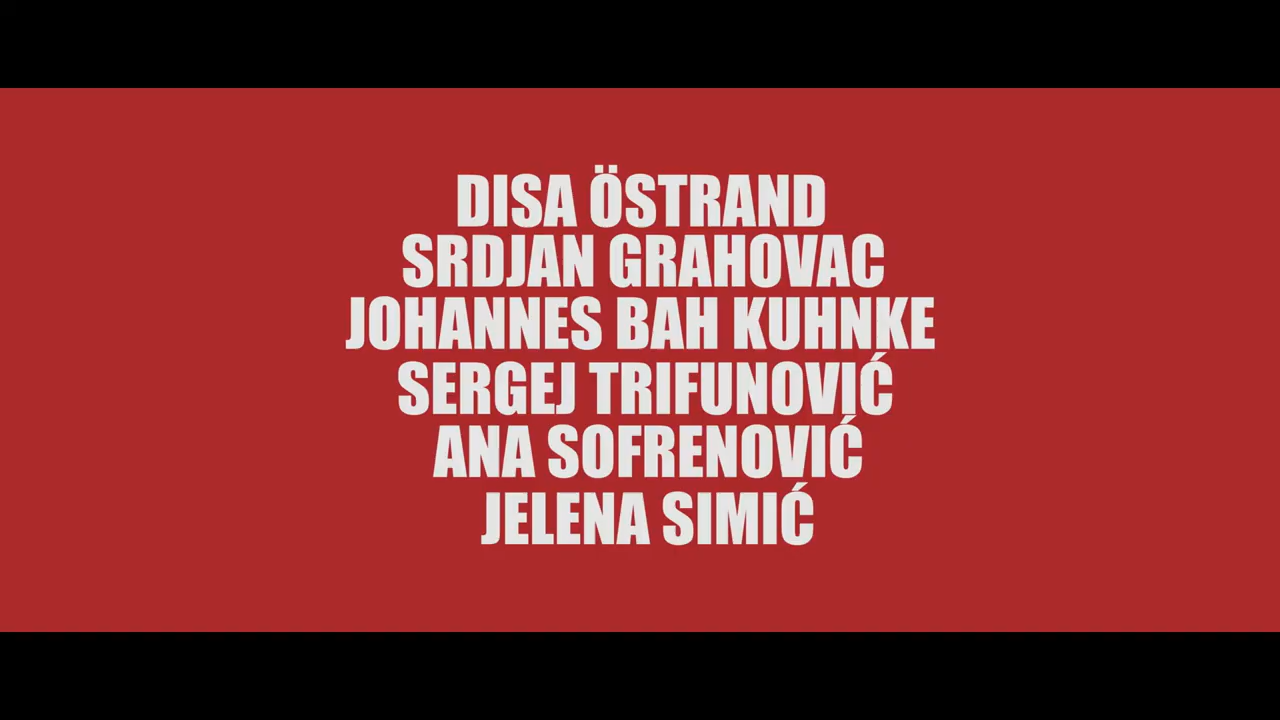 DISA ÖSTRAND
SRDJAN GRAHOVAC
JOHANNES BAH KUHNKE
SERGEJ TRIFUNOVIĆ
ANA SOFRENOVIĆ
JELENA SIMIĆ